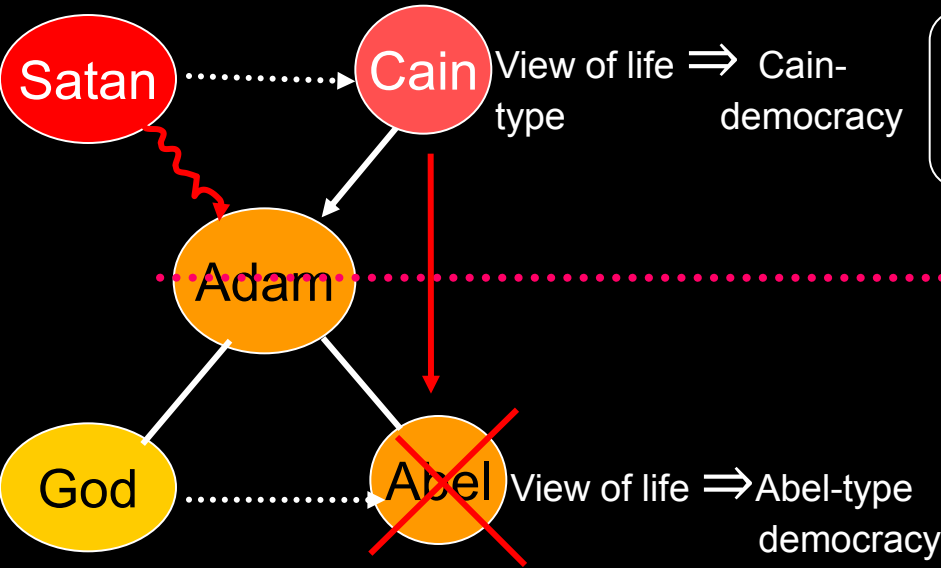 Satan
Cain
View of life ⇒ Cain-
type democracy
Adam
God
Abel
View of life ⇒ Abel-type
democracy